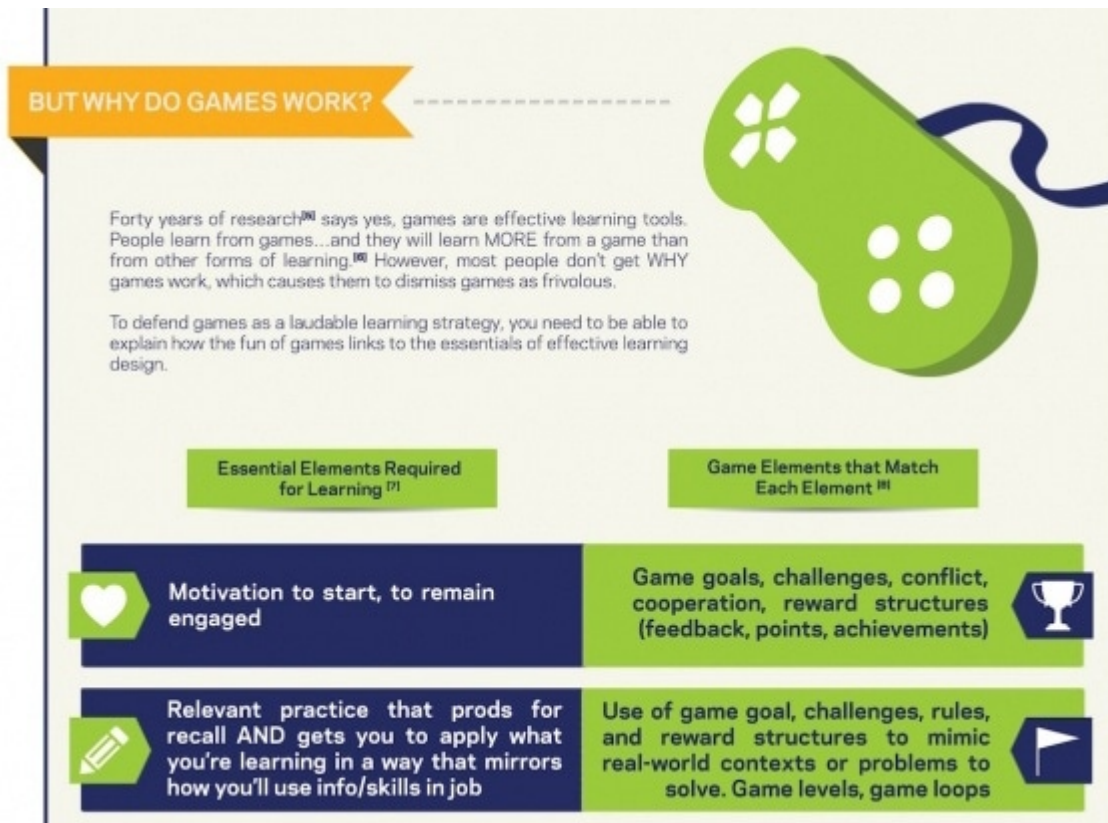 BUT WHY DO GAMES WORK?
Forty years of research[5] says yes, games are effective learning tools.
People learn from games...and they will learn MORE from a game than
from other forms of learning.[6] However, most people don't get WHY
games work, which causes them to dismiss games as frivolous.
To defend games as a laudable learning strategy, you need to be able to
explain how the fun of games links to the essentials of effective learning
design.
Essential Elements Required
for Learning [7]
Game Elements that Match
Each Element [8]
Motivation to start, to remain
engaged
Game goals, challenges, conflict,
cooperation, reward structures
(feedback, points, achievements)
Relevant practice that prods for
recall AND gets you to apply what
you're learning in a way that mirrors
how you'll use info/skills in job
Use of game goal, challenges, rules,
and reward structures to mimic
real-world contexts or problems to
solve. Game levels, game loops